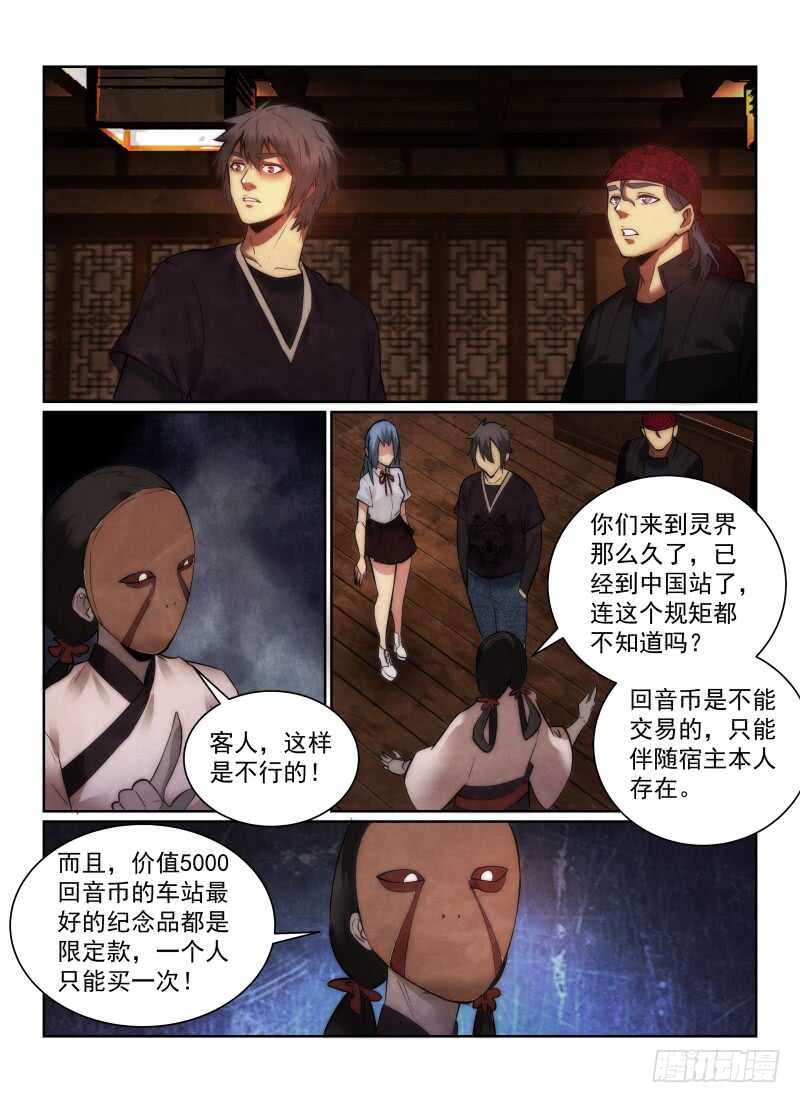 客人，这样
是不行的！
你们来到灵界
那么久了，已
经到中国站了，
连这个规矩都
不知道吗？
回音币是不能
交易的，只能
伴随宿主本人
存在。
而且，价值5000
回音币的车站最
好的纪念品都是
限定款，一个人
只能买一次！
腾讯动漫